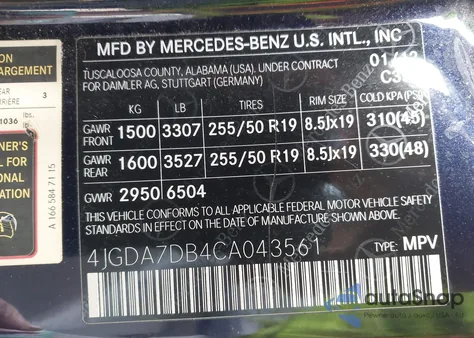 MFD BY MERCEDES-BENZ U.S. INTL., INC
TUSCALOOSA COUNTY, ALABAMA (USA). UNDER CONTRACT
FOR DAIMLER AG, STUTTGART (GERMANY)
KG LB TIRES RIM SIZE COLD KPA(PSI)
GAWR FRONT 1500 3307 255/50 R19 8.5Jx19 310(45)
GAWR REAR 1600 3527 255/50 R19 8.5Jx19 330(48)
GVWR 2950 6504
THIS VEHICLE CONFORMS TO ALL APPLICABLE FEDERAL MOTOR VEHICLE SAFETY
STANDARDS IN EFFECT ON THE DATE OF MANUFACTURE SHOWN ABOVE.
4JGDA7DB4CA043561 TYPE: MPV
A 166 584 71 15
3
autoShop